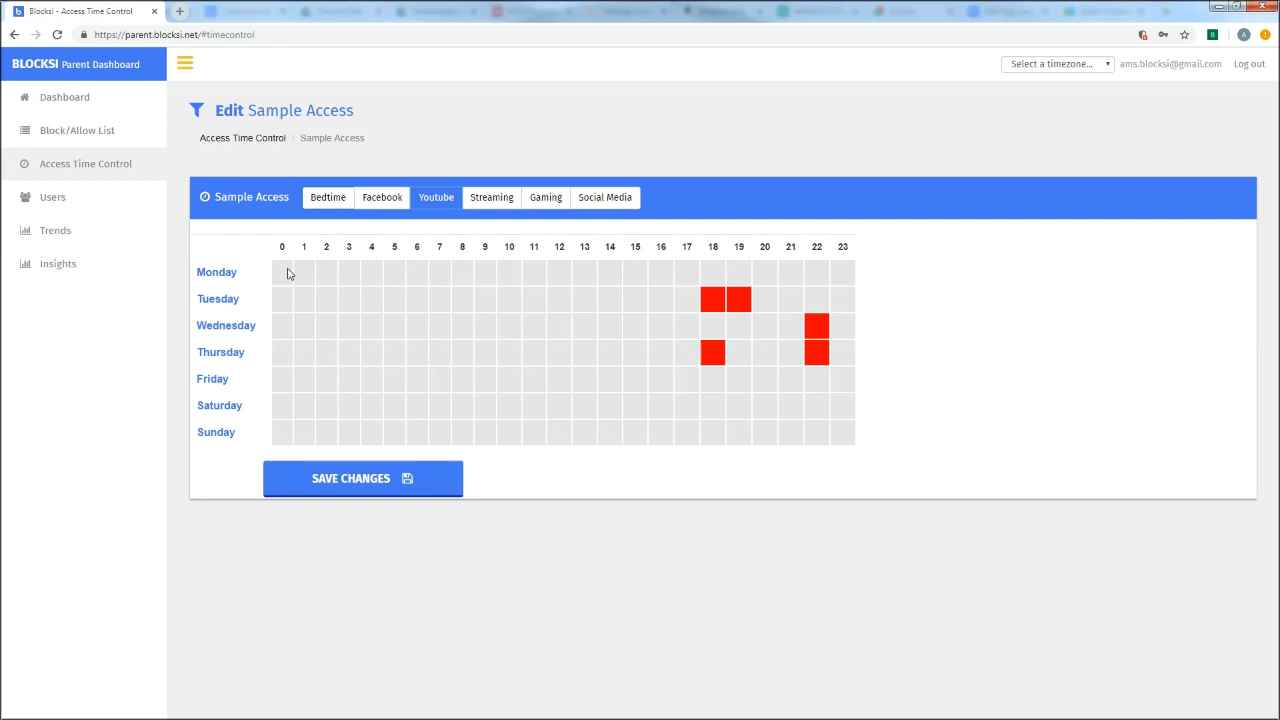 Blocksi - Access Time Control
https://parent.blocksi.net/#timecontrol
BLOCKSI Parent Dashboard
Select a timezone...
ams.blocksi@gmail.com
Log out
Dashboard
Block/Allow List
Access Time Control
Users
Trends
Insights
Edit Sample Access
Access Time Control / Sample Access
Sample Access Bedtime Facebook Youtube Streaming Gaming Social Media
0 1 2 3 4 5 6 7 8 9 10 11 12 13 14 15 16 17 18 19 20 21 22 23
Monday
Tuesday
Wednesday
Thursday
Friday
Saturday
Sunday
SAVE CHANGES